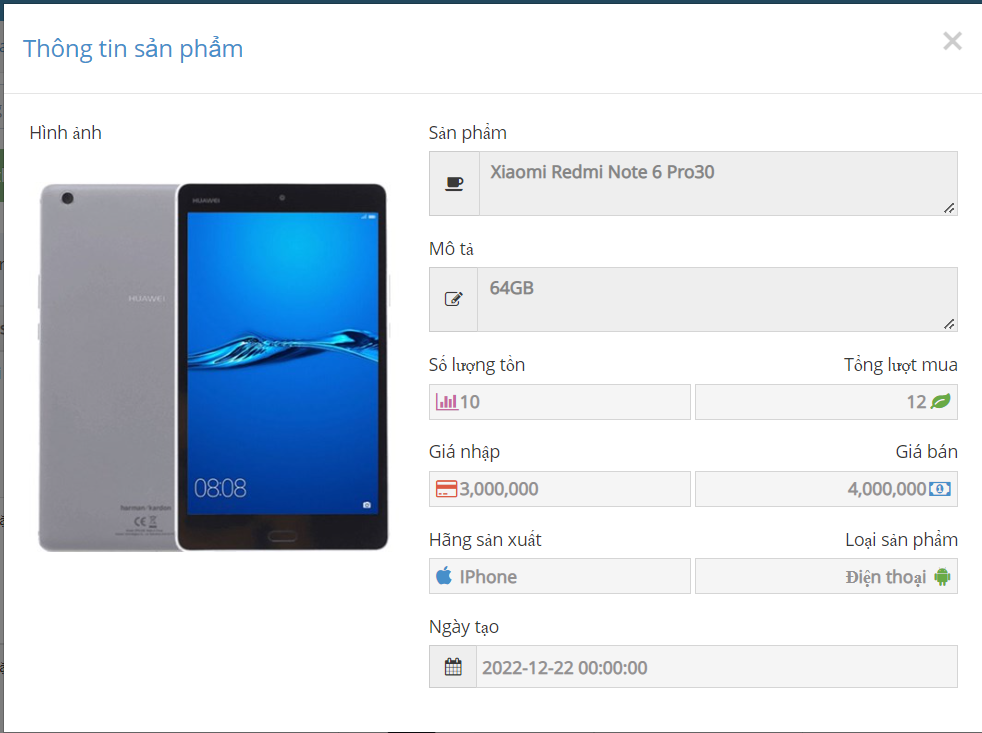 Thông tin sản phẩm
×
Hình ảnh
HUAWEI
HUAWEI
08:08
harman/kardon
Sản phẩm
Xiaomi Redmi Note 6 Pro30
Mô tả
64GB
Số lượng tồn
Tổng lượt mua
10
12
Giá nhập
Giá bán
3,000,000
4,000,000
Hãng sản xuất
Loại sản phẩm
IPhone
Điện thoại
Ngày tạo
2022-12-22 00:00:00